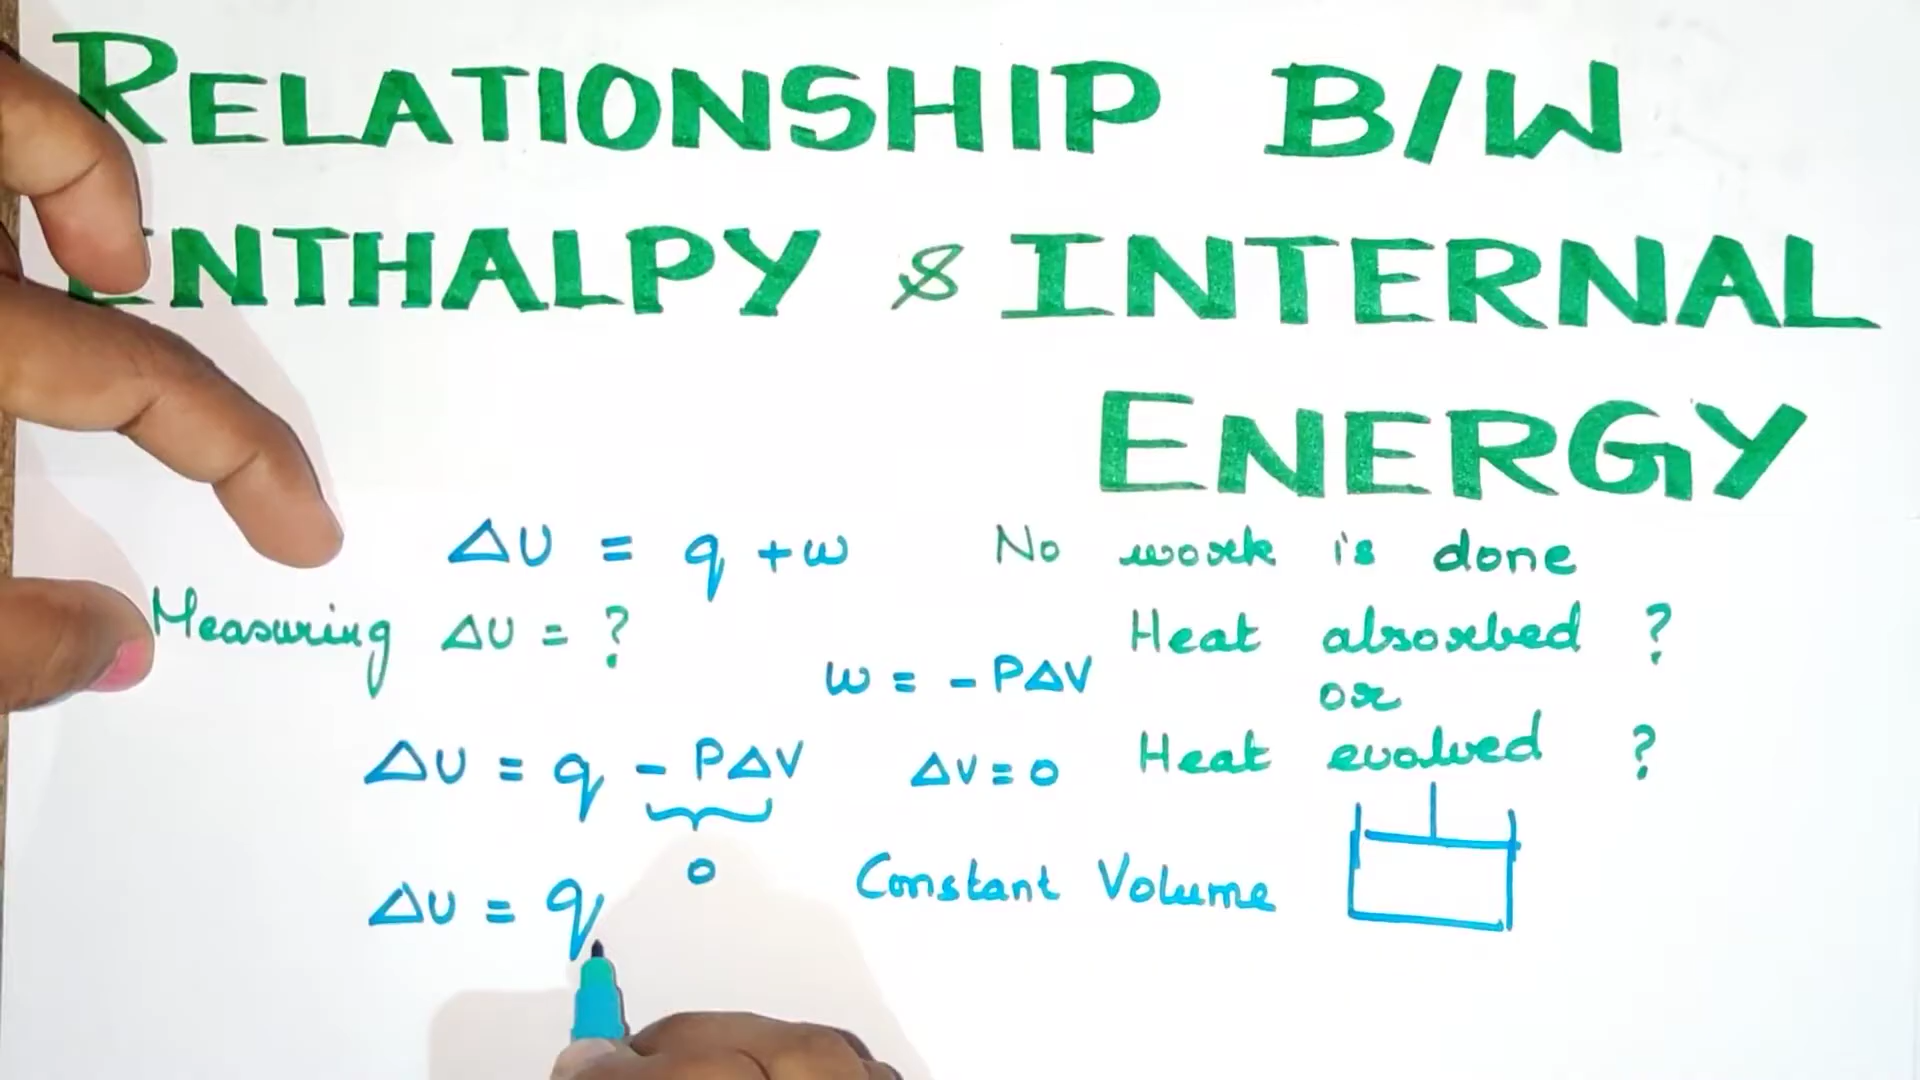 RELATIONSHIP B/W
ENTHALPY & INTERNAL
ENERGY
ΔU = q + w
No work is done
Measuring ΔU = ?
Heat absorbed ?
w = - PΔV
or
ΔU = q - PΔV
ΔV = 0
Heat evolved ?
0
ΔU = q
Constant Volume